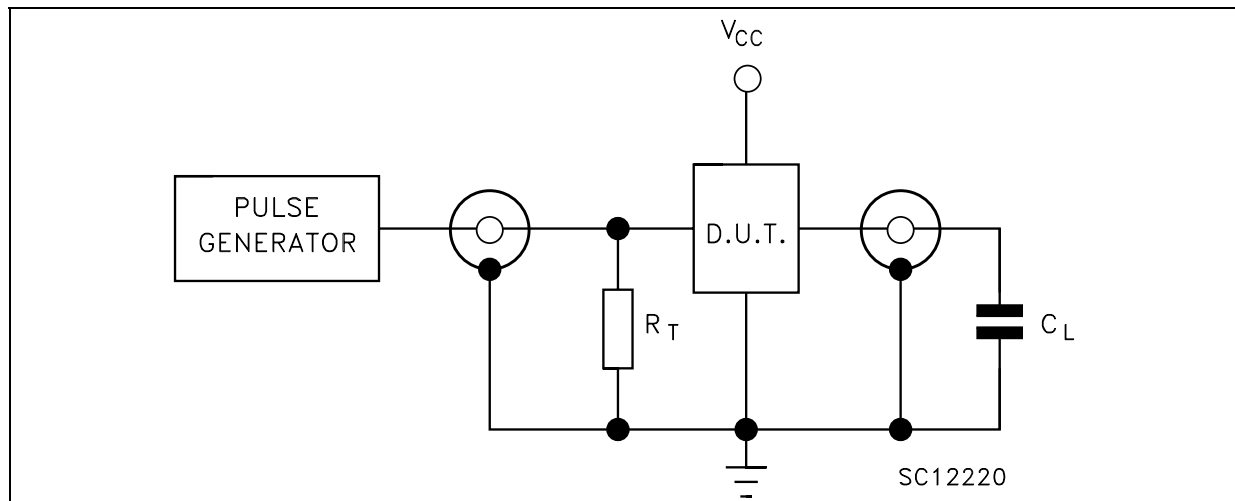 VCC
PULSE
GENERATOR
D.U.T.
RT
CL
SC12220